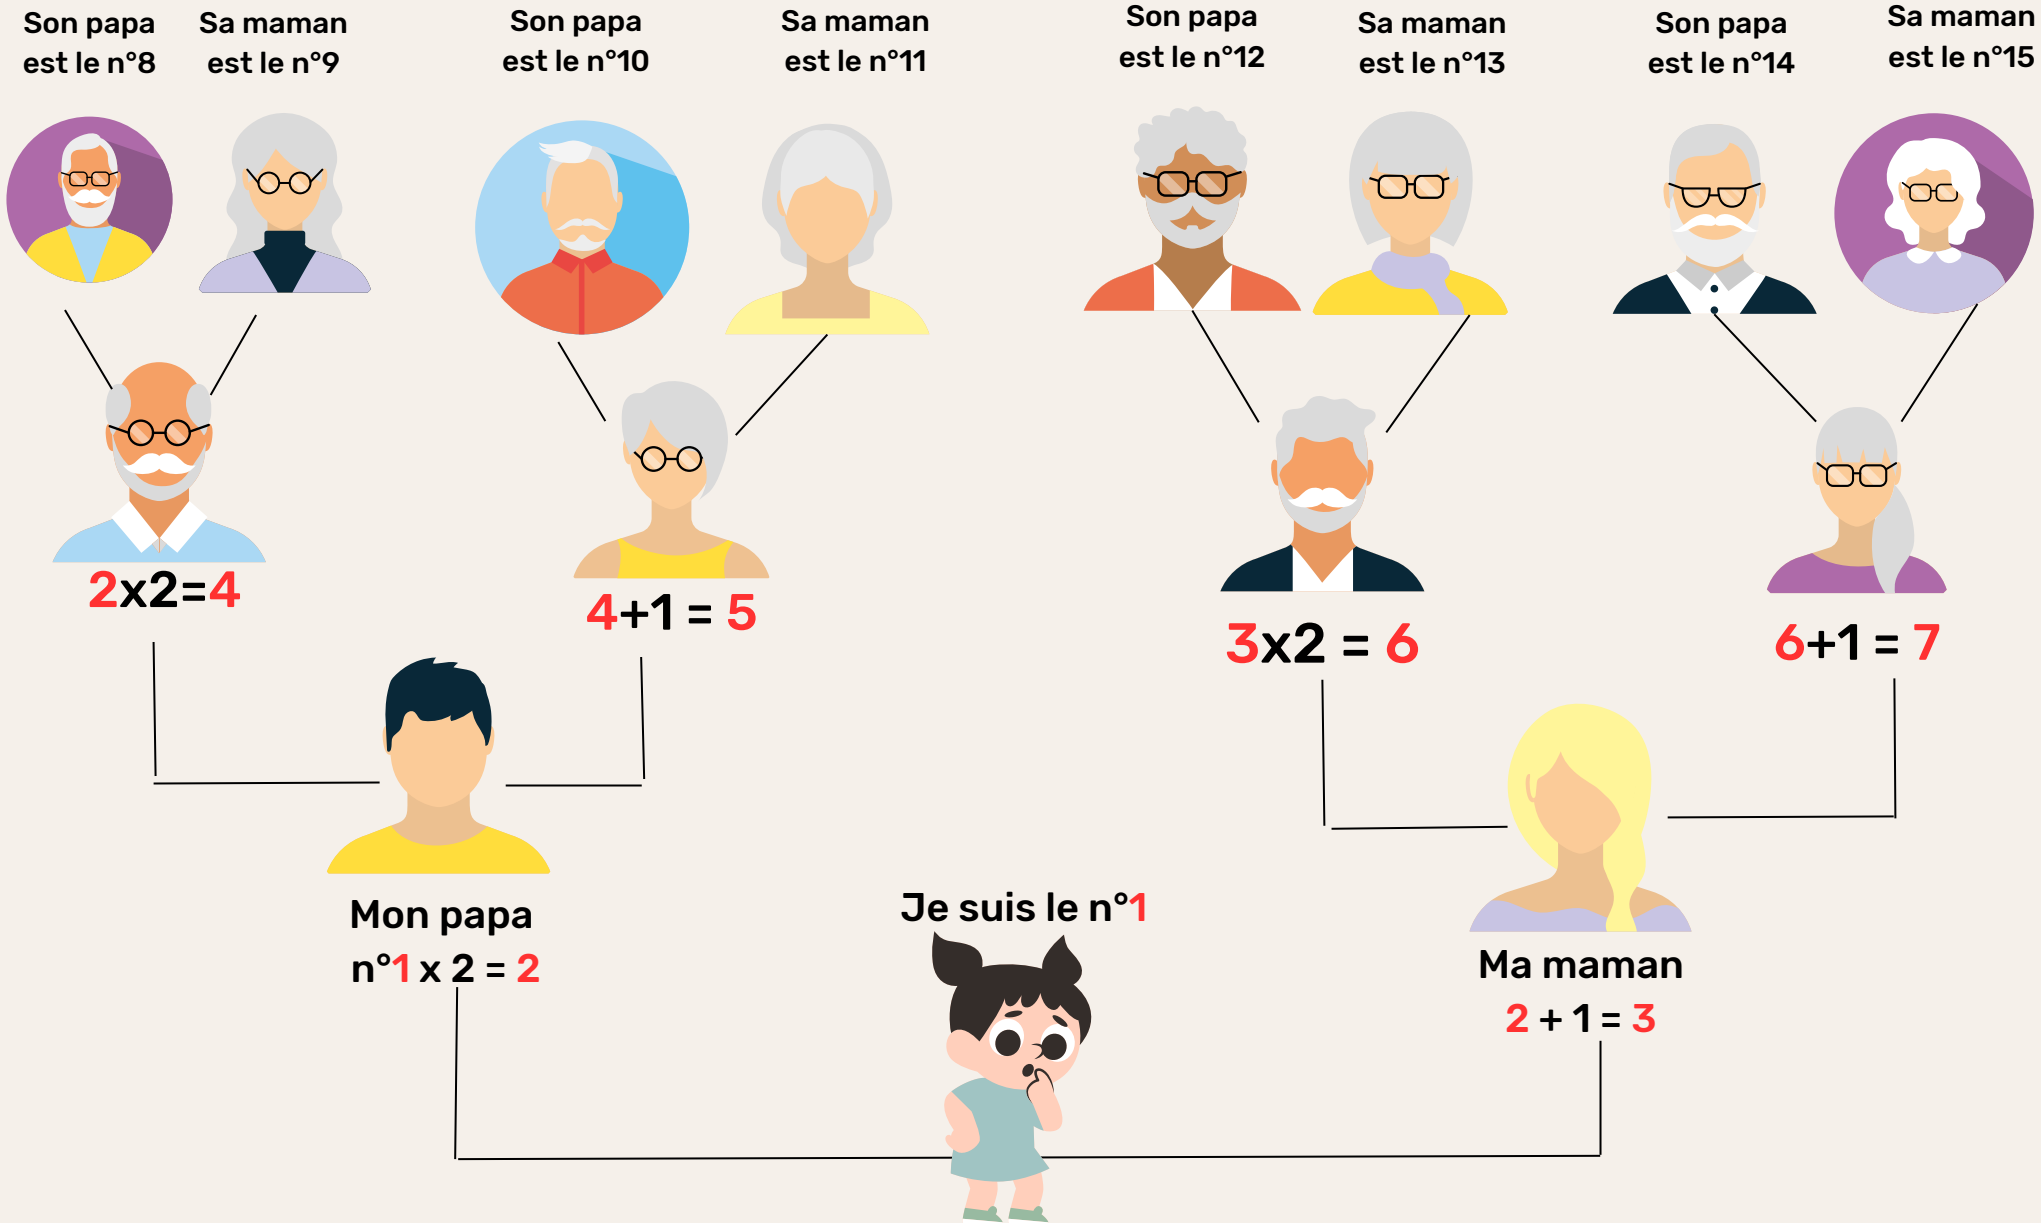 Son papa
est le n°8
Sa maman
est le n°9
Son papa
est le n°10
Sa maman
est le n°11
Son papa
est le n°12
Sa maman
est le n°13
Son papa
est le n°14
Sa maman
est le n°15
2x2=4
4+1 = 5
3x2 = 6
6+1 = 7
Mon papa
n°1 x 2 = 2
Je suis le n°1
Ma maman
2 + 1 = 3